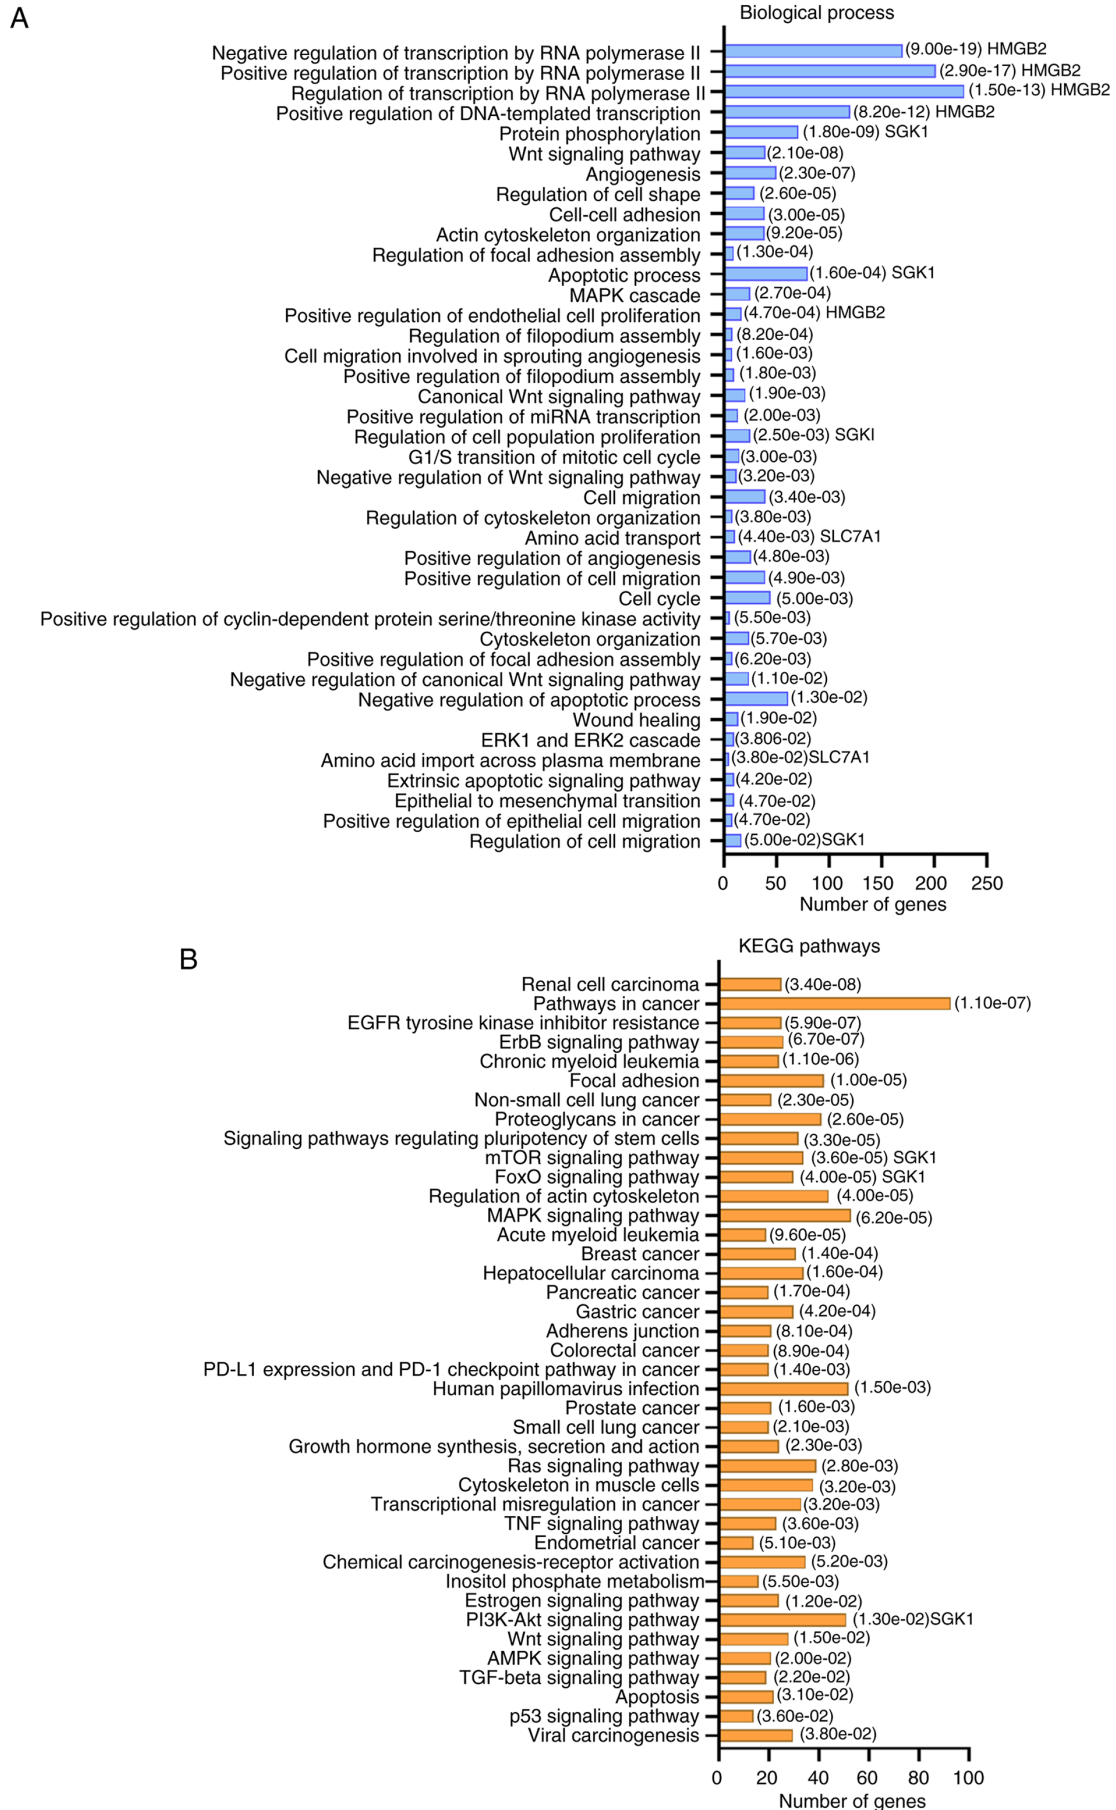 A
Biological process
Negative regulation of transcription by RNA polymerase II (9.00e-19) HMGB2
Positive regulation of transcription by RNA polymerase II (2.90e-17) HMGB2
Regulation of transcription by RNA polymerase II (1.50e-13) HMGB2
Positive regulation of DNA-templated transcription (8.20e-12) HMGB2
Protein phosphorylation (1.80e-09) SGK1
Wnt signaling pathway (2.10e-08)
Angiogenesis (2.30e-07)
Regulation of cell shape (2.60e-05)
Cell-cell adhesion (3.00e-05)
Actin cytoskeleton organization (9.20e-05)
Regulation of focal adhesion assembly (1.30e-04)
Apoptotic process (1.60e-04) SGK1
MAPK cascade (2.70e-04)
Positive regulation of endothelial cell proliferation (4.70e-04) HMGB2
Regulation of filopodium assembly (8.20e-04)
Cell migration involved in sprouting angiogenesis (1.60e-03)
Positive regulation of filopodium assembly (1.80e-03)
Canonical Wnt signaling pathway (1.90e-03)
Positive regulation of miRNA transcription (2.00e-03)
Regulation of cell population proliferation (2.50e-03) SGKI
G1/S transition of mitotic cell cycle (3.00e-03)
Negative regulation of Wnt signaling pathway (3.20e-03)
Cell migration (3.40e-03)
Regulation of cytoskeleton organization (3.80e-03)
Amino acid transport (4.40e-03) SLC7A1
Positive regulation of angiogenesis (4.80e-03)
Positive regulation of cell migration (4.90e-03)
Cell cycle (5.00e-03)
Positive regulation of cyclin-dependent protein serine/threonine kinase activity (5.50e-03)
Cytoskeleton organization (5.70e-03)
Positive regulation of focal adhesion assembly (6.20e-03)
Negative regulation of canonical Wnt signaling pathway (1.10e-02)
Negative regulation of apoptotic process (1.30e-02)
Wound healing (1.90e-02)
ERK1 and ERK2 cascade (3.806-02)
Amino acid import across plasma membrane (3.80e-02)SLC7A1
Extrinsic apoptotic signaling pathway (4.20e-02)
Epithelial to mesenchymal transition (4.70e-02)
Positive regulation of epithelial cell migration (4.70e-02)
Regulation of cell migration (5.00e-02)SGK1
0 50 100 150 200 250
Number of genes
B
KEGG pathways
Renal cell carcinoma (3.40e-08)
Pathways in cancer (1.10e-07)
EGFR tyrosine kinase inhibitor resistance (5.90e-07)
ErbB signaling pathway (6.70e-07)
Chronic myeloid leukemia (1.10e-06)
Focal adhesion (1.00e-05)
Non-small cell lung cancer (2.30e-05)
Proteoglycans in cancer (2.60e-05)
Signaling pathways regulating pluripotency of stem cells (3.30e-05)
mTOR signaling pathway (3.60e-05) SGK1
FoxO signaling pathway (4.00e-05) SGK1
Regulation of actin cytoskeleton (4.00e-05)
MAPK signaling pathway (6.20e-05)
Acute myeloid leukemia (9.60e-05)
Breast cancer (1.40e-04)
Hepatocellular carcinoma (1.60e-04)
Pancreatic cancer (1.70e-04)
Gastric cancer (4.20e-04)
Adherens junction (8.10e-04)
Colorectal cancer (8.90e-04)
PD-L1 expression and PD-1 checkpoint pathway in cancer (1.40e-03)
Human papillomavirus infection (1.50e-03)
Prostate cancer (1.60e-03)
Small cell lung cancer (2.10e-03)
Growth hormone synthesis, secretion and action (2.30e-03)
Ras signaling pathway (2.80e-03)
Cytoskeleton in muscle cells (3.20e-03)
Transcriptional misregulation in cancer (3.20e-03)
TNF signaling pathway (3.60e-03)
Endometrial cancer (5.10e-03)
Chemical carcinogenesis-receptor activation (5.20e-03)
Inositol phosphate metabolism (5.50e-03)
Estrogen signaling pathway (1.20e-02)
PI3K-Akt signaling pathway (1.30e-02)SGK1
Wnt signaling pathway (1.50e-02)
AMPK signaling pathway (2.00e-02)
TGF-beta signaling pathway (2.20e-02)
Apoptosis (3.10e-02)
p53 signaling pathway (3.60e-02)
Viral carcinogenesis (3.80e-02)
0 20 40 60 80 100
Number of genes